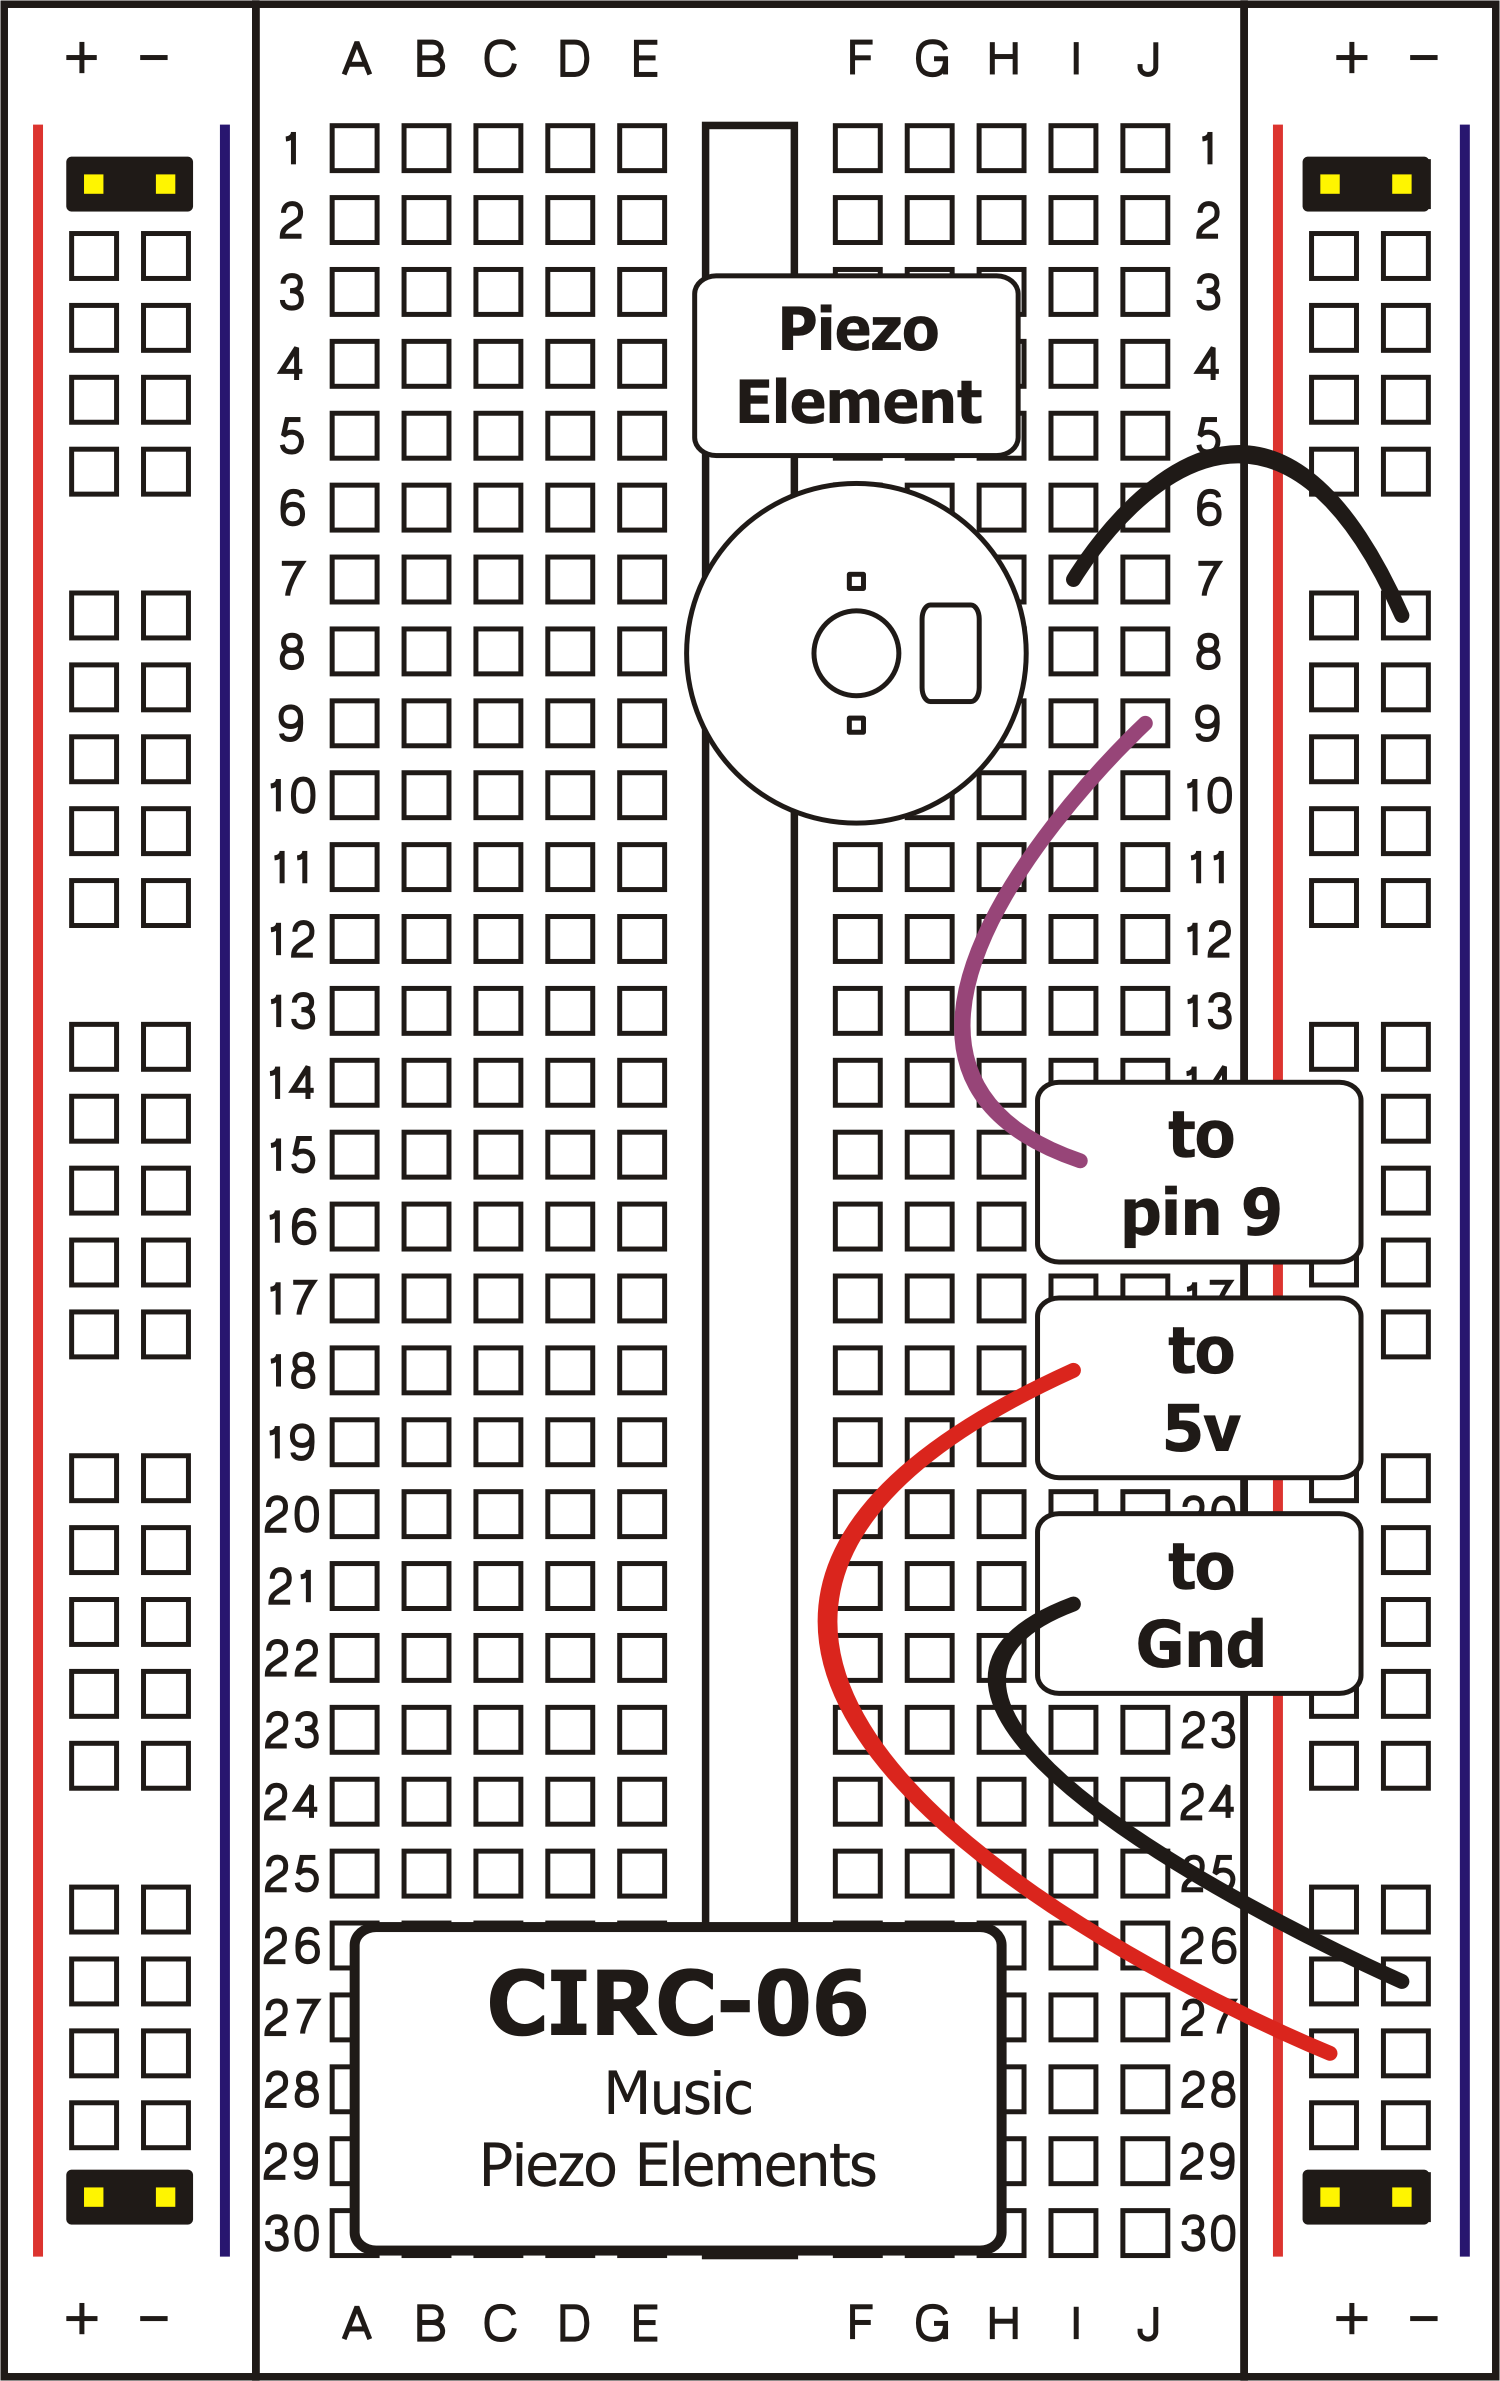 + − A B C D E F G H I J + −
1 1
2 2
3 3
Piezo
Element
4 4
5 5
6 6
7 7
8 8
9 9
10 10
11 11
12 12
13 13
14 14
to
pin 9
15
16
17 17
to
5v
18
19
20 20
to
Gnd
21
22
23 23
24 24
25 25
26 26
CIRC-06
27 27
Music
28 28
Piezo Elements
29 29
30 30
+ − A B C D E F G H I J + −